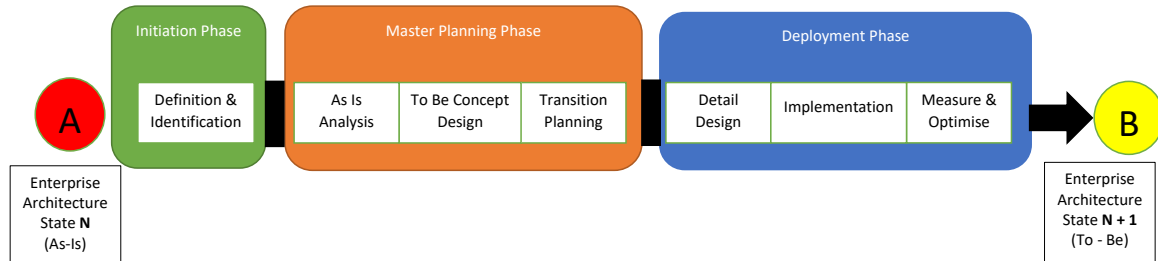 Initiation Phase
Master Planning Phase
Deployment Phase
A
Definition &
Identification
As Is
Analysis
To Be Concept
Design
Transition
Planning
Detail
Design
Implementation
Measure &
Optimise
B
Enterprise
Architecture
State N
(As-Is)
Enterprise
Architecture
State N + 1
(To - Be)